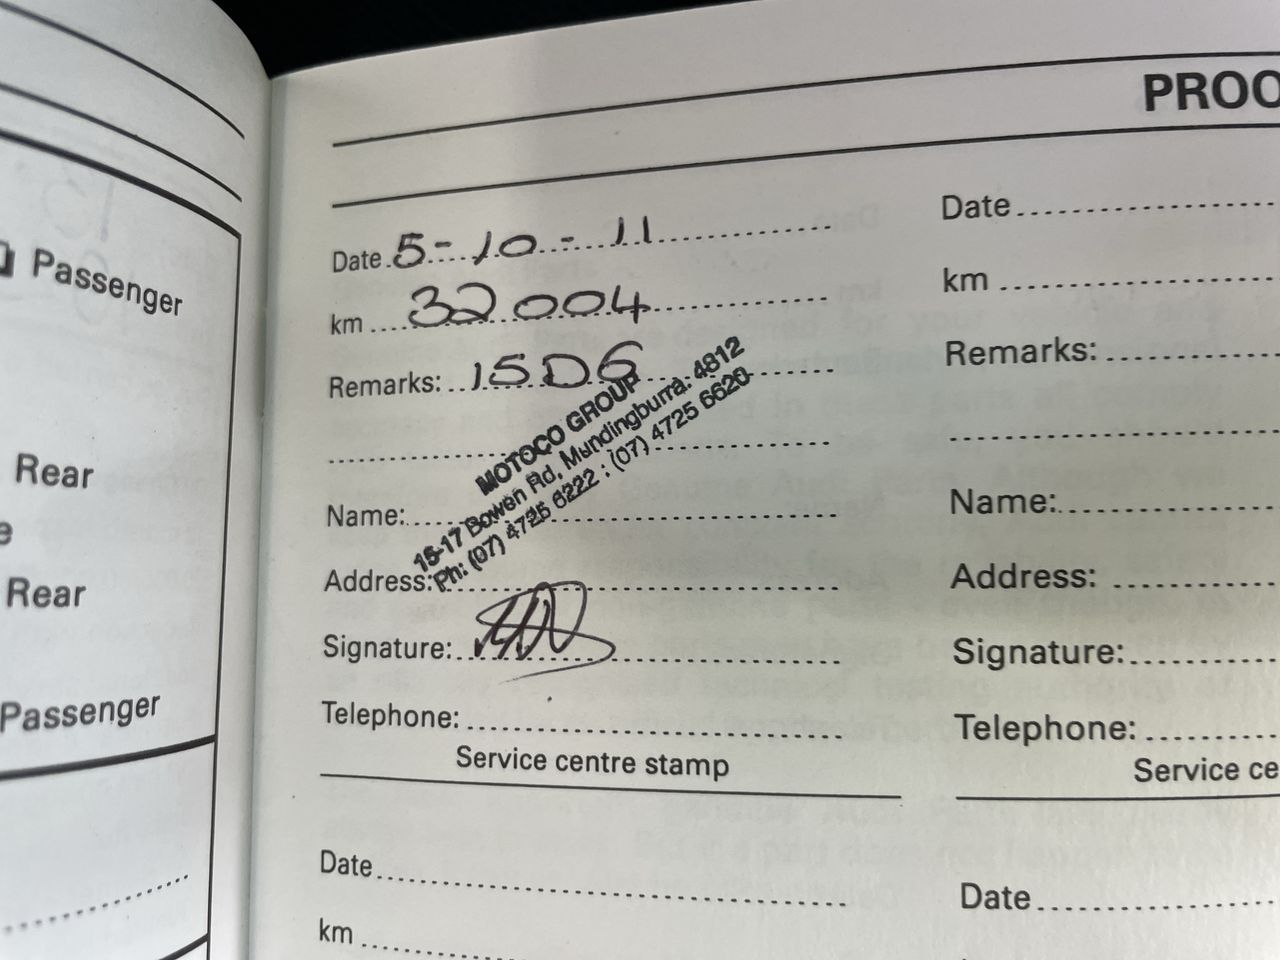 PROO
Passenger
Rear
e
Rear
Passenger
Date 5-10-11
km 32004
Remarks: 15DG
MOTOCO GROUP
15-17 Bowen Rd, Mundingburra: 4812
Ph: (07) 4725 6222 : (07) 4725 6620
Name:
Address:
Signature:
Telephone:
Service centre stamp
Date
km
Remarks:
Name:
Address:
Signature:
Telephone:
Service ce
Date
km
Date